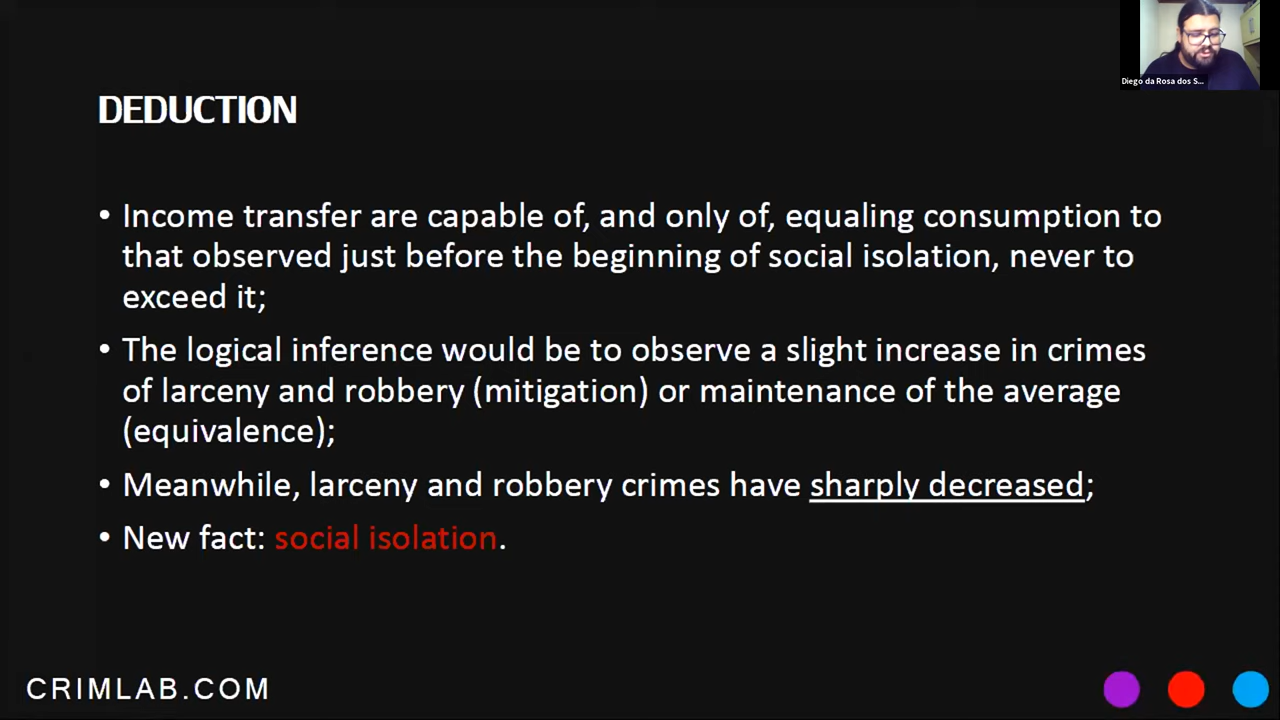 Diego da Rosa dos S...
DEDUCTION
• Income transfer are capable of, and only of, equaling consumption to
that observed just before the beginning of social isolation, never to
exceed it;
• The logical inference would be to observe a slight increase in crimes
of larceny and robbery (mitigation) or maintenance of the average
(equivalence);
• Meanwhile, larceny and robbery crimes have sharply decreased;
• New fact: social isolation.
CRIMLAB.COM